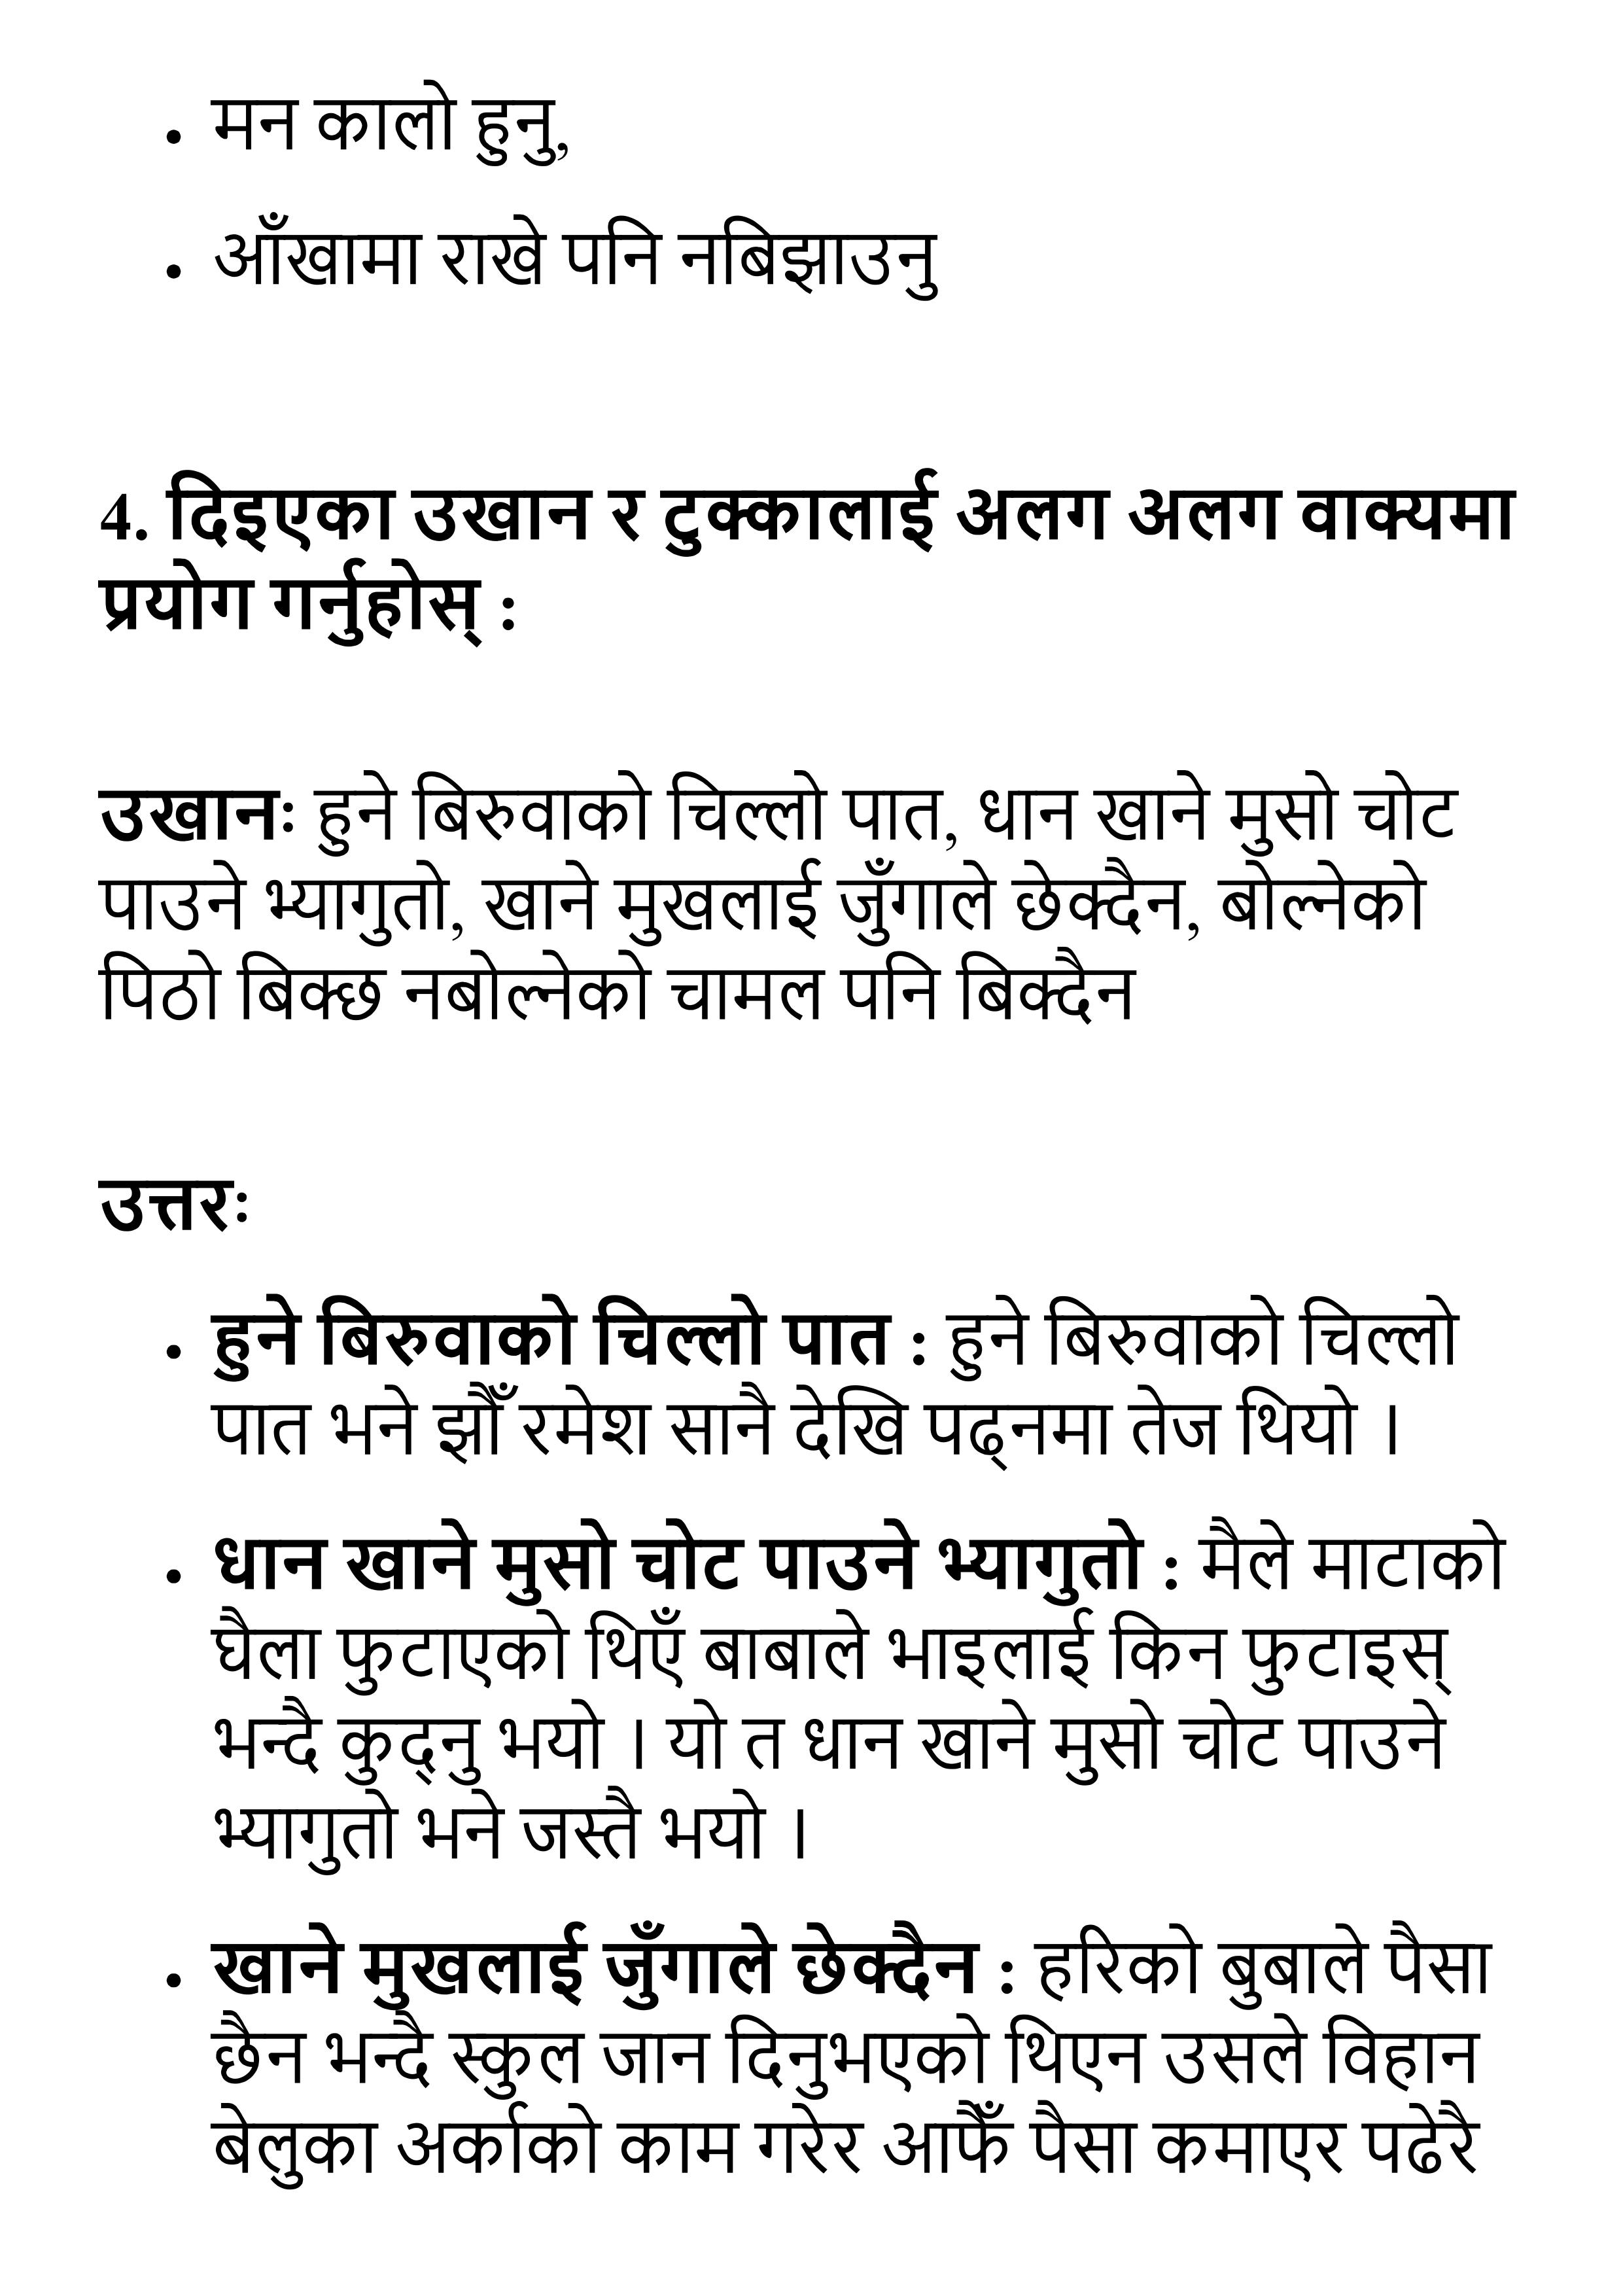 • मन कालो हुनु,
• आँखामा राखे पनि नबिझाउनु
4. दिइएका उखान र टुक्कालाई अलग अलग वाक्यमा
प्रयोग गर्नुहोस् :
उखानः हुने बिरुवाको चिल्लो पात, धान खाने मुसो चोट
पाउने भ्यागुतो, खाने मुखलाई जुँगाले छेक्दैन, बोल्नेको
पिठो बिक्छ नबोल्नेको चामल पनि बिक्दैन
उत्तरः
• हुने बिरुवाको चिल्लो पात : हुने बिरुवाको चिल्लो
पात भने झौँ रमेश सानै देखि पढ्नमा तेज थियो ।
• धान खाने मुसो चोट पाउने भ्यागुतो : मैले माटाको
घैला फुटाएको थिएँ बाबाले भाइलाई किन फुटाइस्
भन्दै कुद्नु भयो । यो त धान खाने मुसो चोट पाउने
भ्यागुतो भने जस्तै भयो ।
• खाने मुखलाई जुँगाले छेक्दैन : हरिको बुबाले पैसा
छैन भन्दै स्कुल जान दिनुभएको थिएन उसले विहान
बेलुका अर्काको काम गरेर आफैँ पैसा कमाएर पढेरै